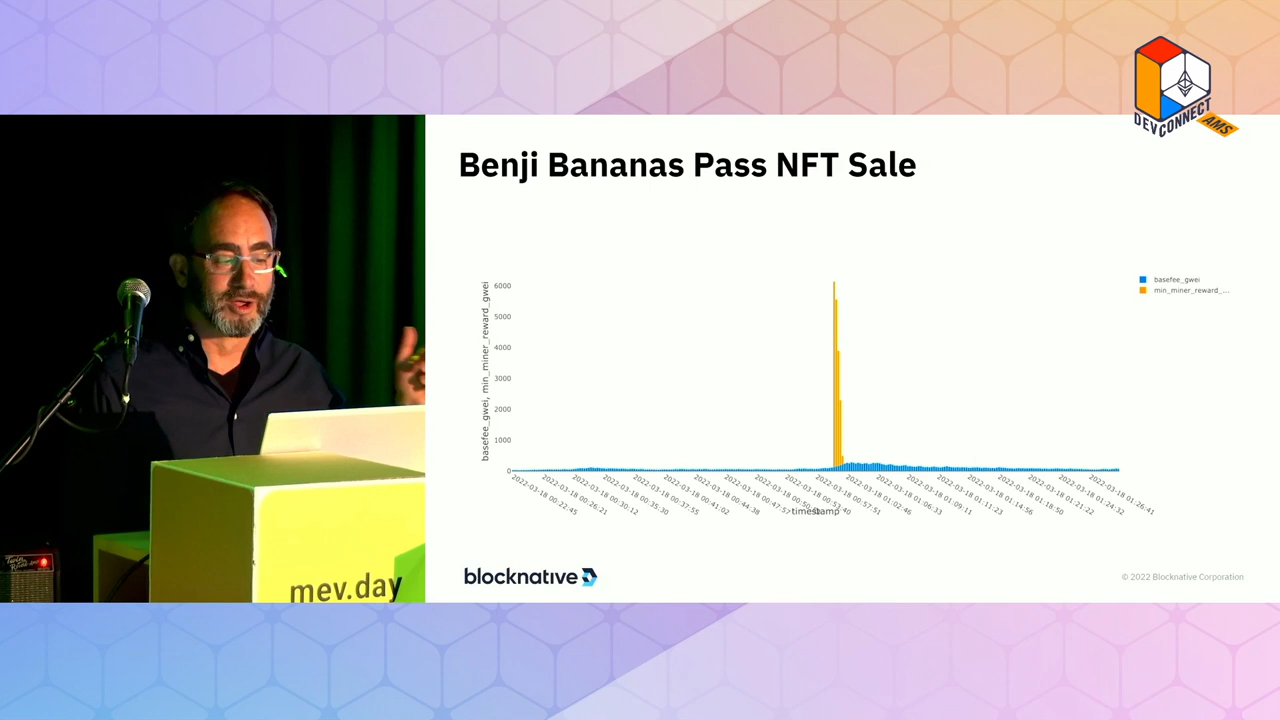 DEVCONNECT
AMS
Benji Bananas Pass NFT Sale
basefee_gwei
min_miner_reward_...
basefee_gwei, min_miner_reward_gwei
6000
5000
4000
3000
2000
1000
0
2022-03-18 00:22:45
2022-03-18 00:26:21
2022-03-18 00:30:12
2022-03-18 00:35:30
2022-03-18 00:37:55
2022-03-18 00:41:02
2022-03-18 00:44:38
2022-03-18 00:47:57
2022-03-18 00:57:51
2022-03-18 01:02:46
2022-03-18 01:06:33
2022-03-18 01:09:11
2022-03-18 01:11:23
2022-03-18 01:14:56
2022-03-18 01:18:50
2022-03-18 01:21:22
2022-03-18 01:24:32
2022-03-18 01:26:41
timestamp
blocknative
© 2022 Blocknative Corporation
mev.day